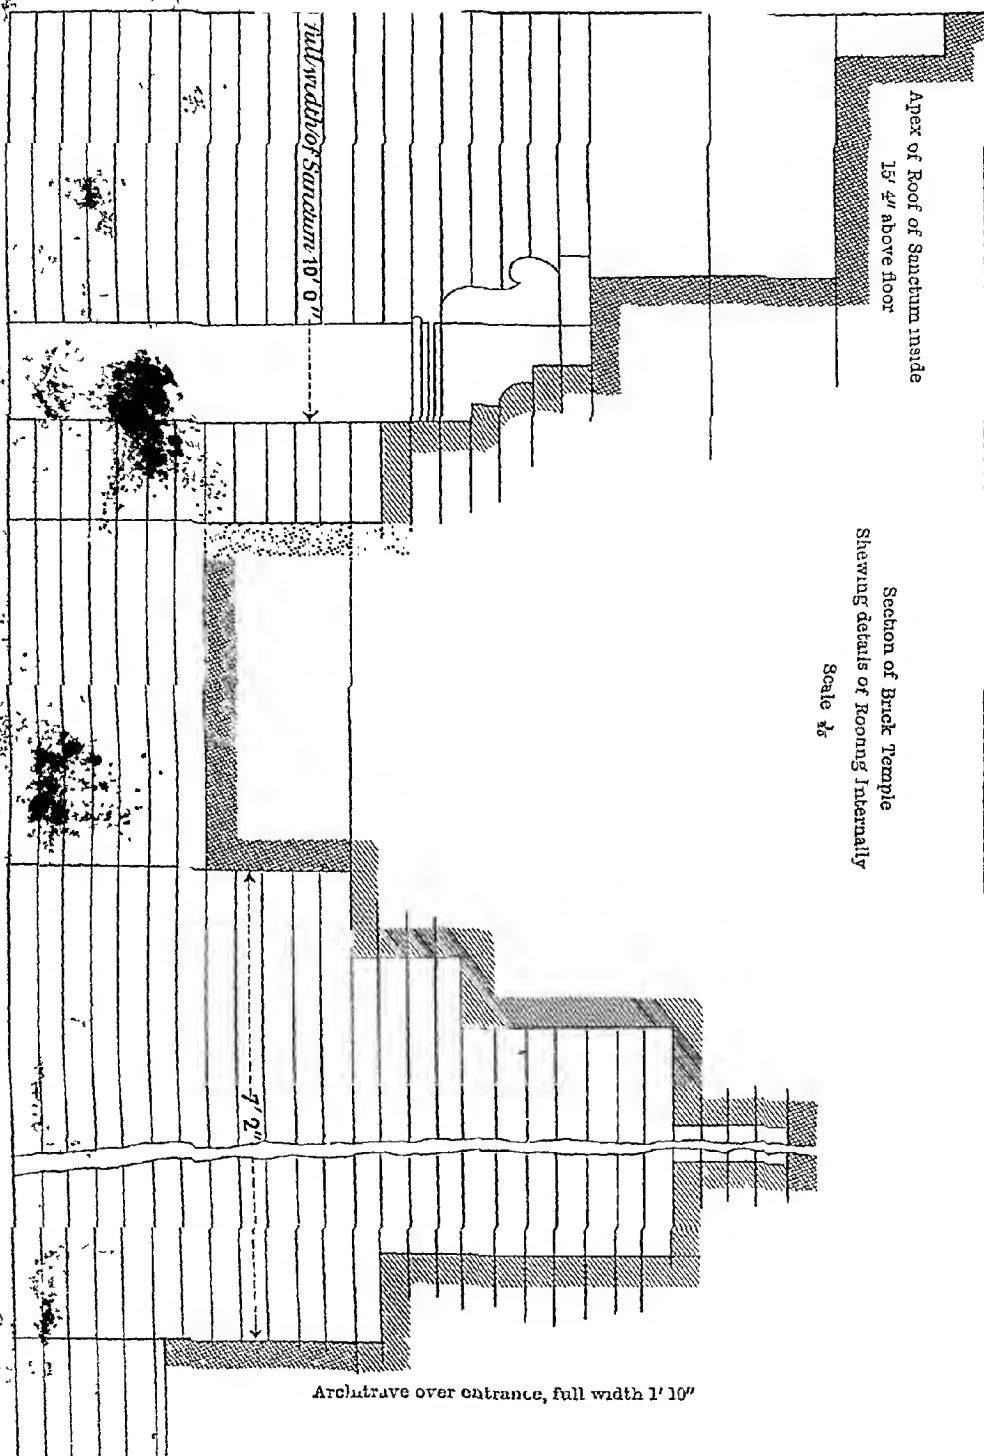 Section of Brick Temple
Shewing details of Roofing Internally
Scale
Apex of Roof of Sanctum inside
15' 4" above floor
Full width of Sanctum 10' 0"
7' 2"
Architrave over entrance, full width 1' 10"